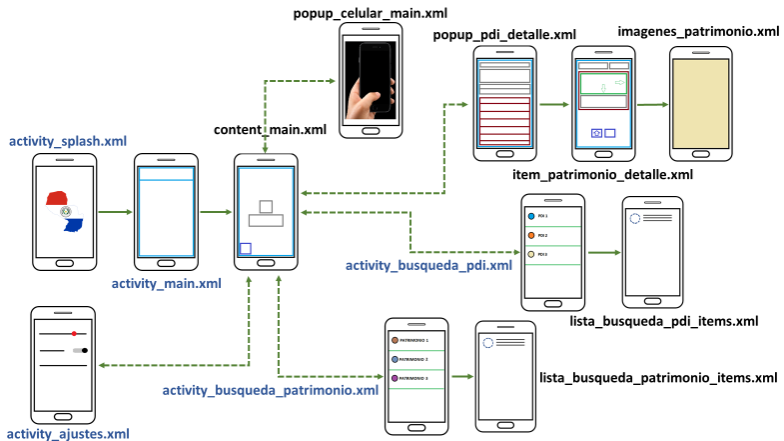 popup_celular_main.xml
popup_pdi_detalle.xml
imagenes_patrimonio.xml
activity_splash.xml
content_main.xml
item_patrimonio_detalle.xml
PDI 1
PDI 2
PDI 3
activity_main.xml
activity_busqueda_pdi.xml
lista_busqueda_pdi_items.xml
PATRIMONIO 1
PATRIMONIO 2
PATRIMONIO 3
activity_busqueda_patrimonio.xml
lista_busqueda_patrimonio_items.xml
activity_ajustes.xml